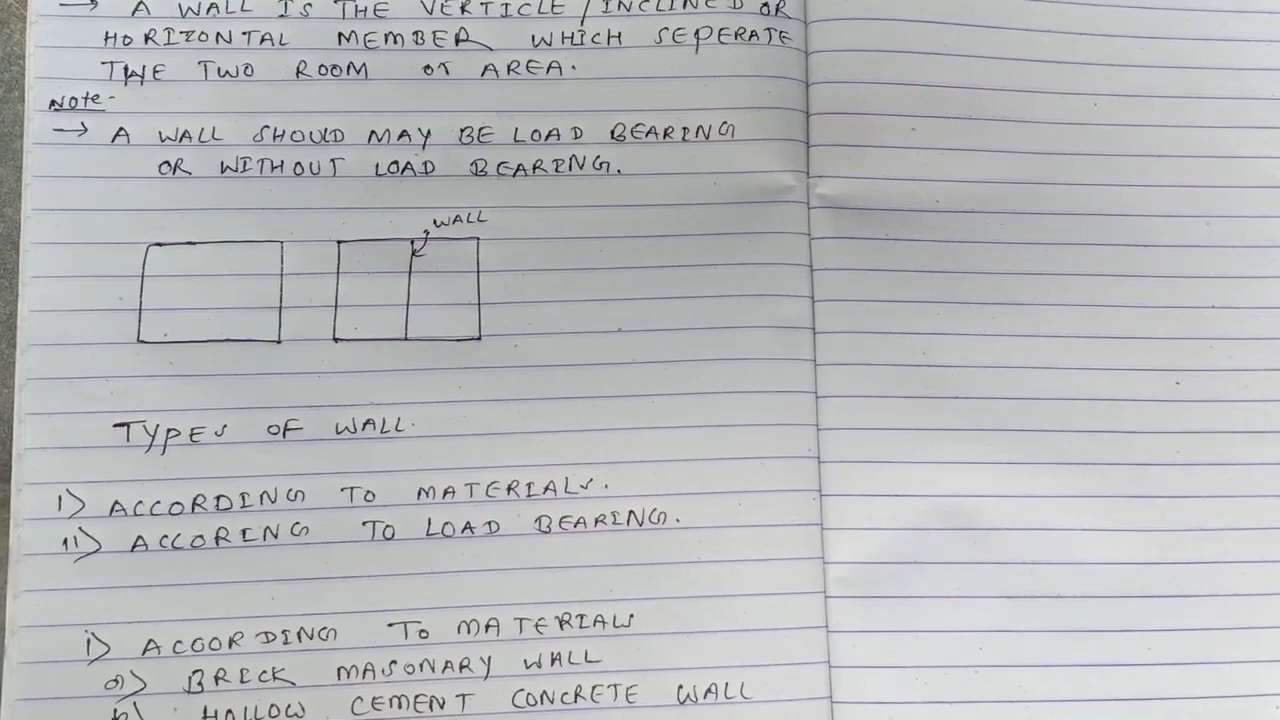 → A WALL IS THE VERTICLE / INCLINED OR
HORIZONTAL MEMBER WHICH SEPERATE
THE TWO ROOM OR AREA.
Note-
→ A WALL SHOULD MAY BE LOAD BEARING
OR WITHOUT LOAD BEARING.
WALL
TYPES OF WALL.
I) ACCORDING TO MATERIALS.
II) ACCORING TO LOAD BEARING.
i) ACCORDING TO MATERIALS
a) BRICK MASONARY WALL
b) HOLLOW CEMENT CONCRETE WALL